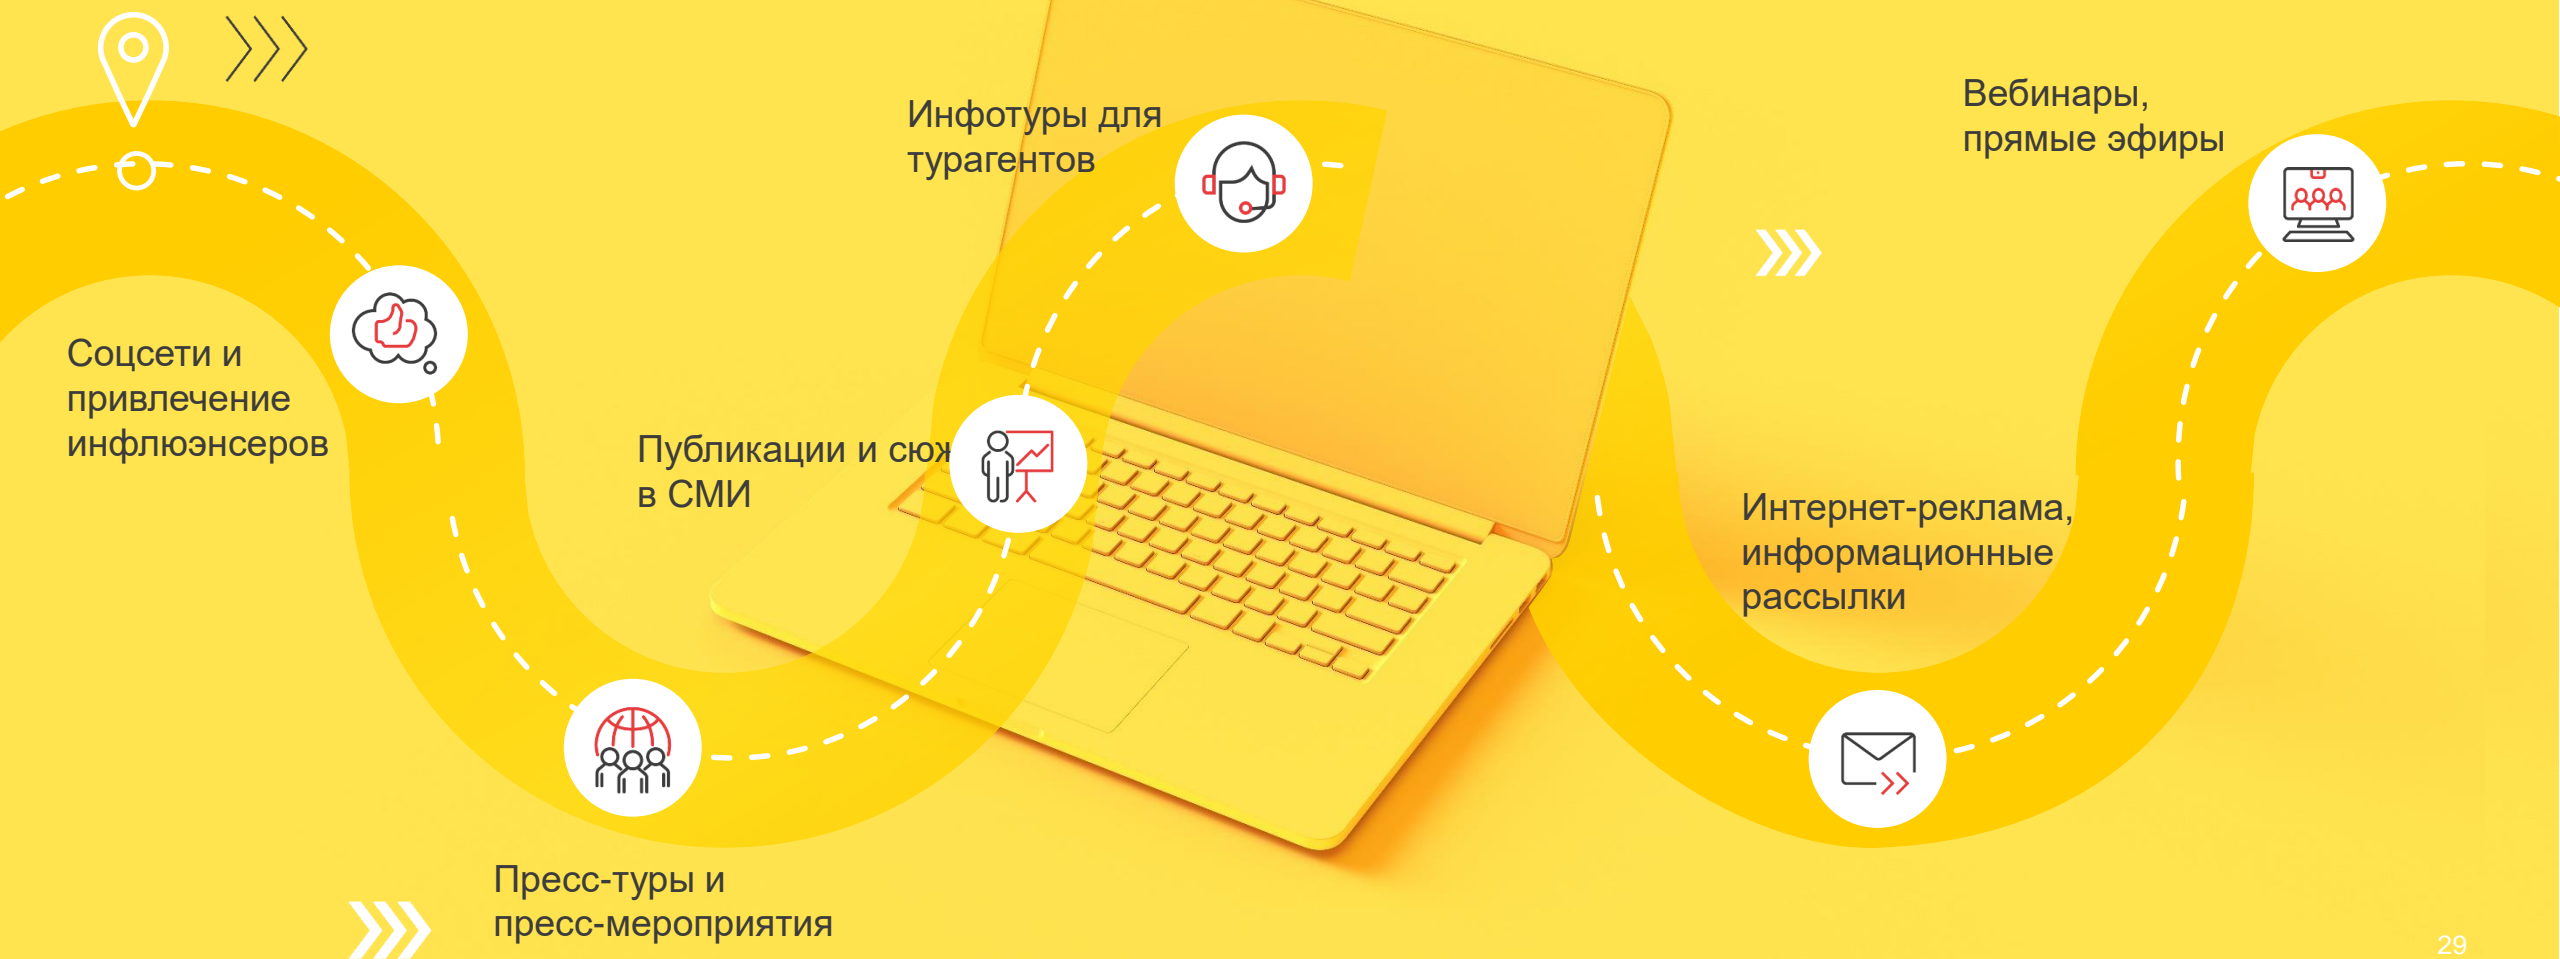 Соцсети и
привлечение
инфлюэнсеров
Пресс-туры и
пресс-мероприятия
Публикации и
в СМИ
Инфотуры для
турагентов
Интернет-реклама,
информационные
рассылки
Вебинары,
прямые эфиры
29